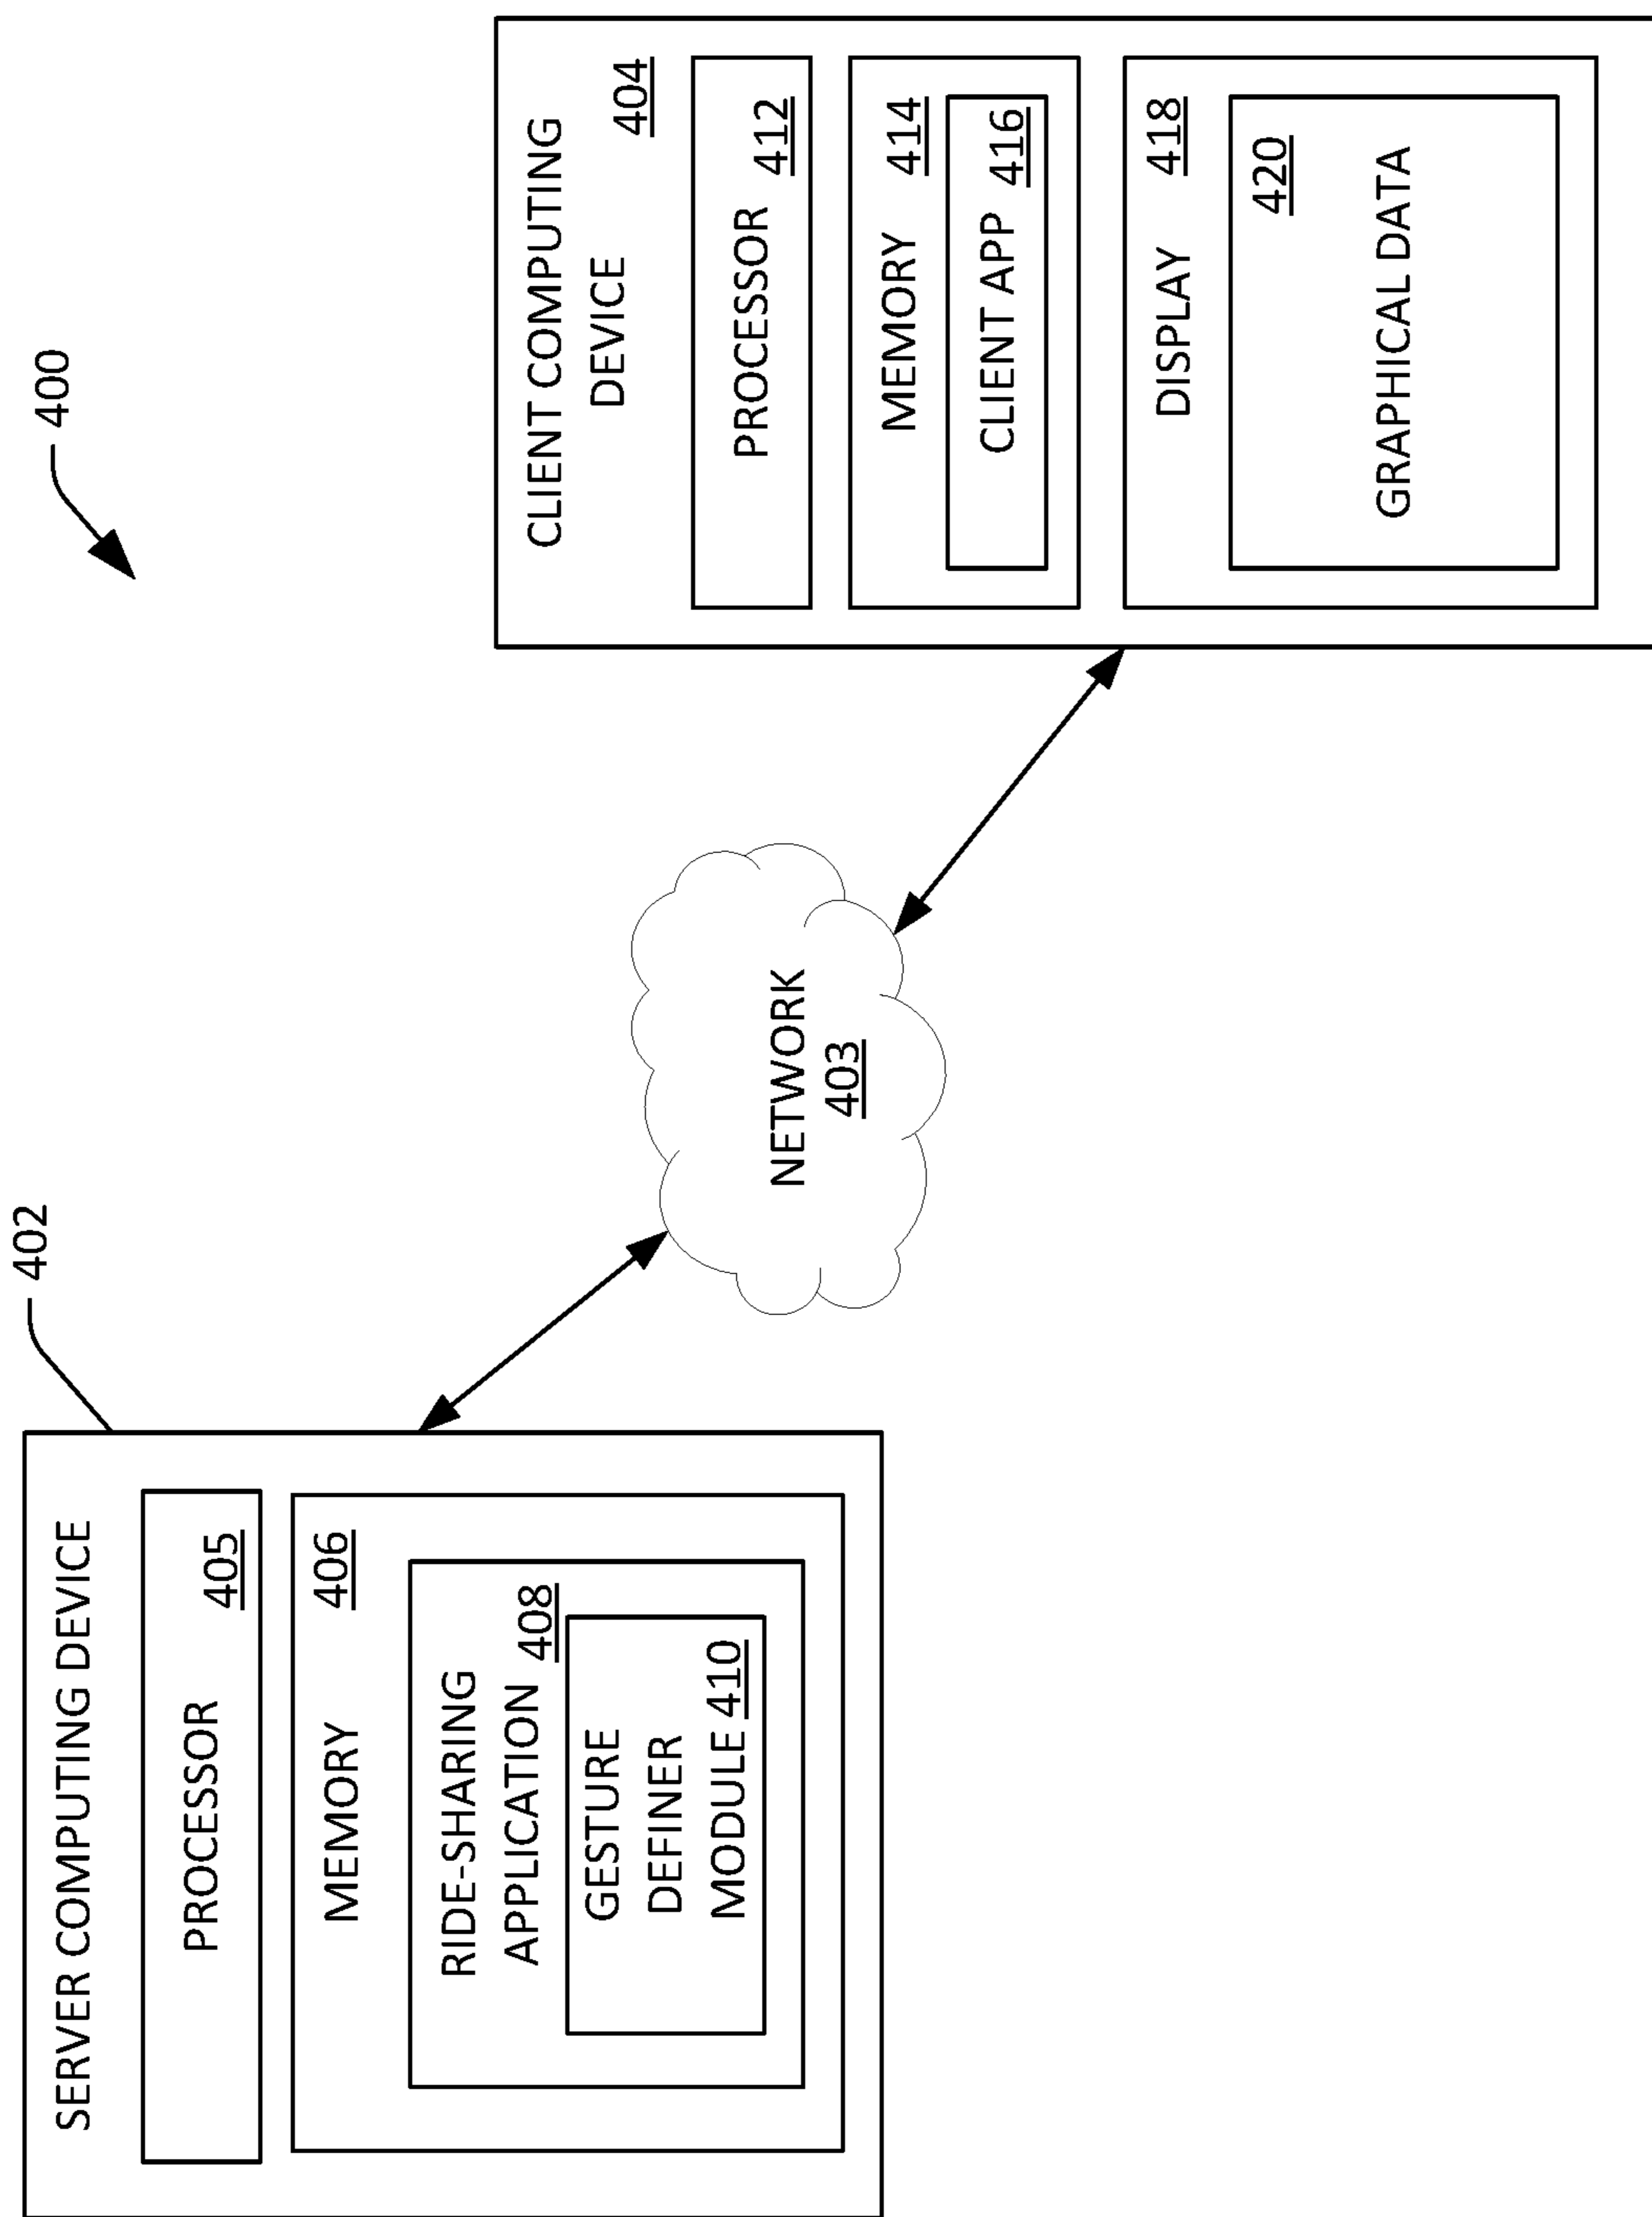 400
402
SERVER COMPUTING DEVICE
PROCESSOR
405
MEMORY
406
RIDE-SHARING
APPLICATION 408
GESTURE
DEFINER
MODULE 410
NETWORK
403
CLIENT COMPUTING
DEVICE
404
PROCESSOR
412
MEMORY
414
CLIENT APP
416
DISPLAY
418
420
GRAPHICAL DATA